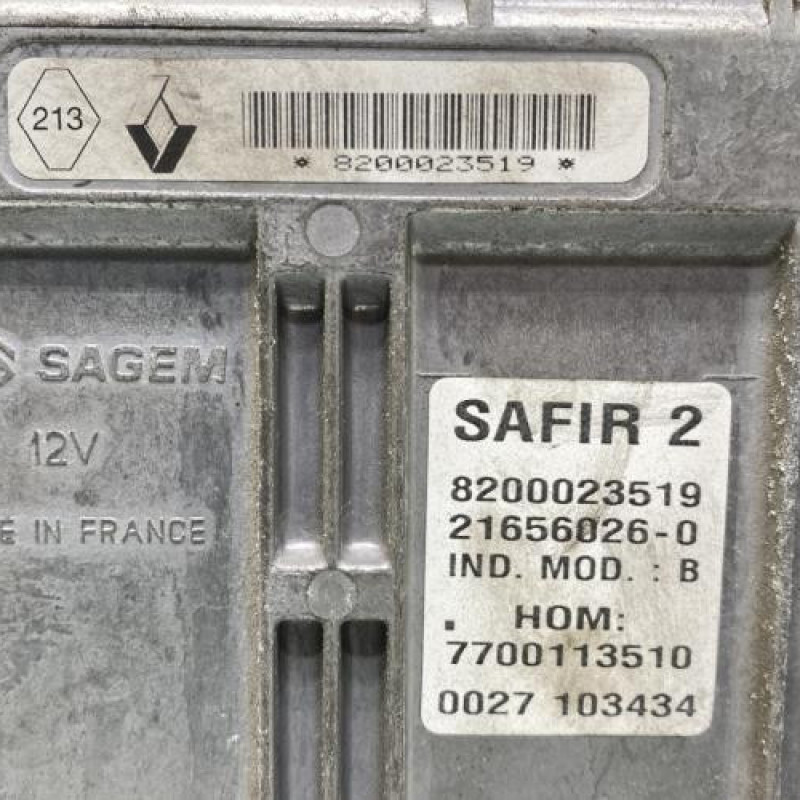 213
* 8200023519 *
SAGEM
12V
E IN FRANCE
SAFIR 2
8200023519
21656026-0
IND. MOD. : B
. HOM:
7700113510
0027 103434